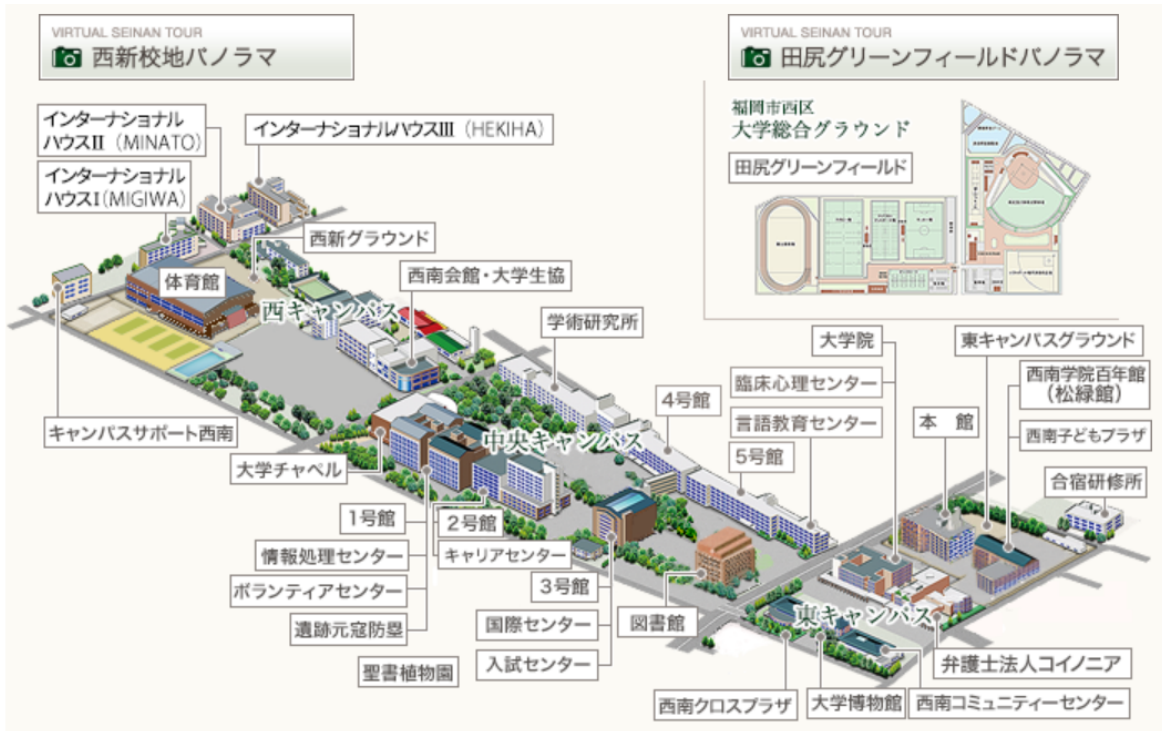 VIRTUAL SEINAN TOUR
西新校地パノラマ
VIRTUAL SEINAN TOUR
田尻グリーンフィールドパノラマ
福岡市西区
大学総合グラウンド
田尻グリーンフィールド
インターナショナル
ハウスⅡ（MINATO）
インターナショナルハウスⅢ（HEKIHA）
インターナショナル
ハウスⅠ(MIGIWA)
西新グラウンド
体育館
西南会館・大学生協
西キャンパス
学術研究所
大学院
東キャンパスグラウンド
臨床心理センター
西南学院百年館
（松緑館）
4号館
言語教育センター
本　館
西南子どもプラザ
キャンパスサポート西南
中央キャンパス
5号館
合宿研修所
大学チャペル
1号館
2号館
情報処理センター
キャリアセンター
ボランティアセンター
3号館
遺跡元寇防塁
国際センター
図書館
東キャンパス
聖書植物園
入試センター
弁護士法人コイノニア
西南クロスプラザ
大学博物館
西南コミュニティーセンター